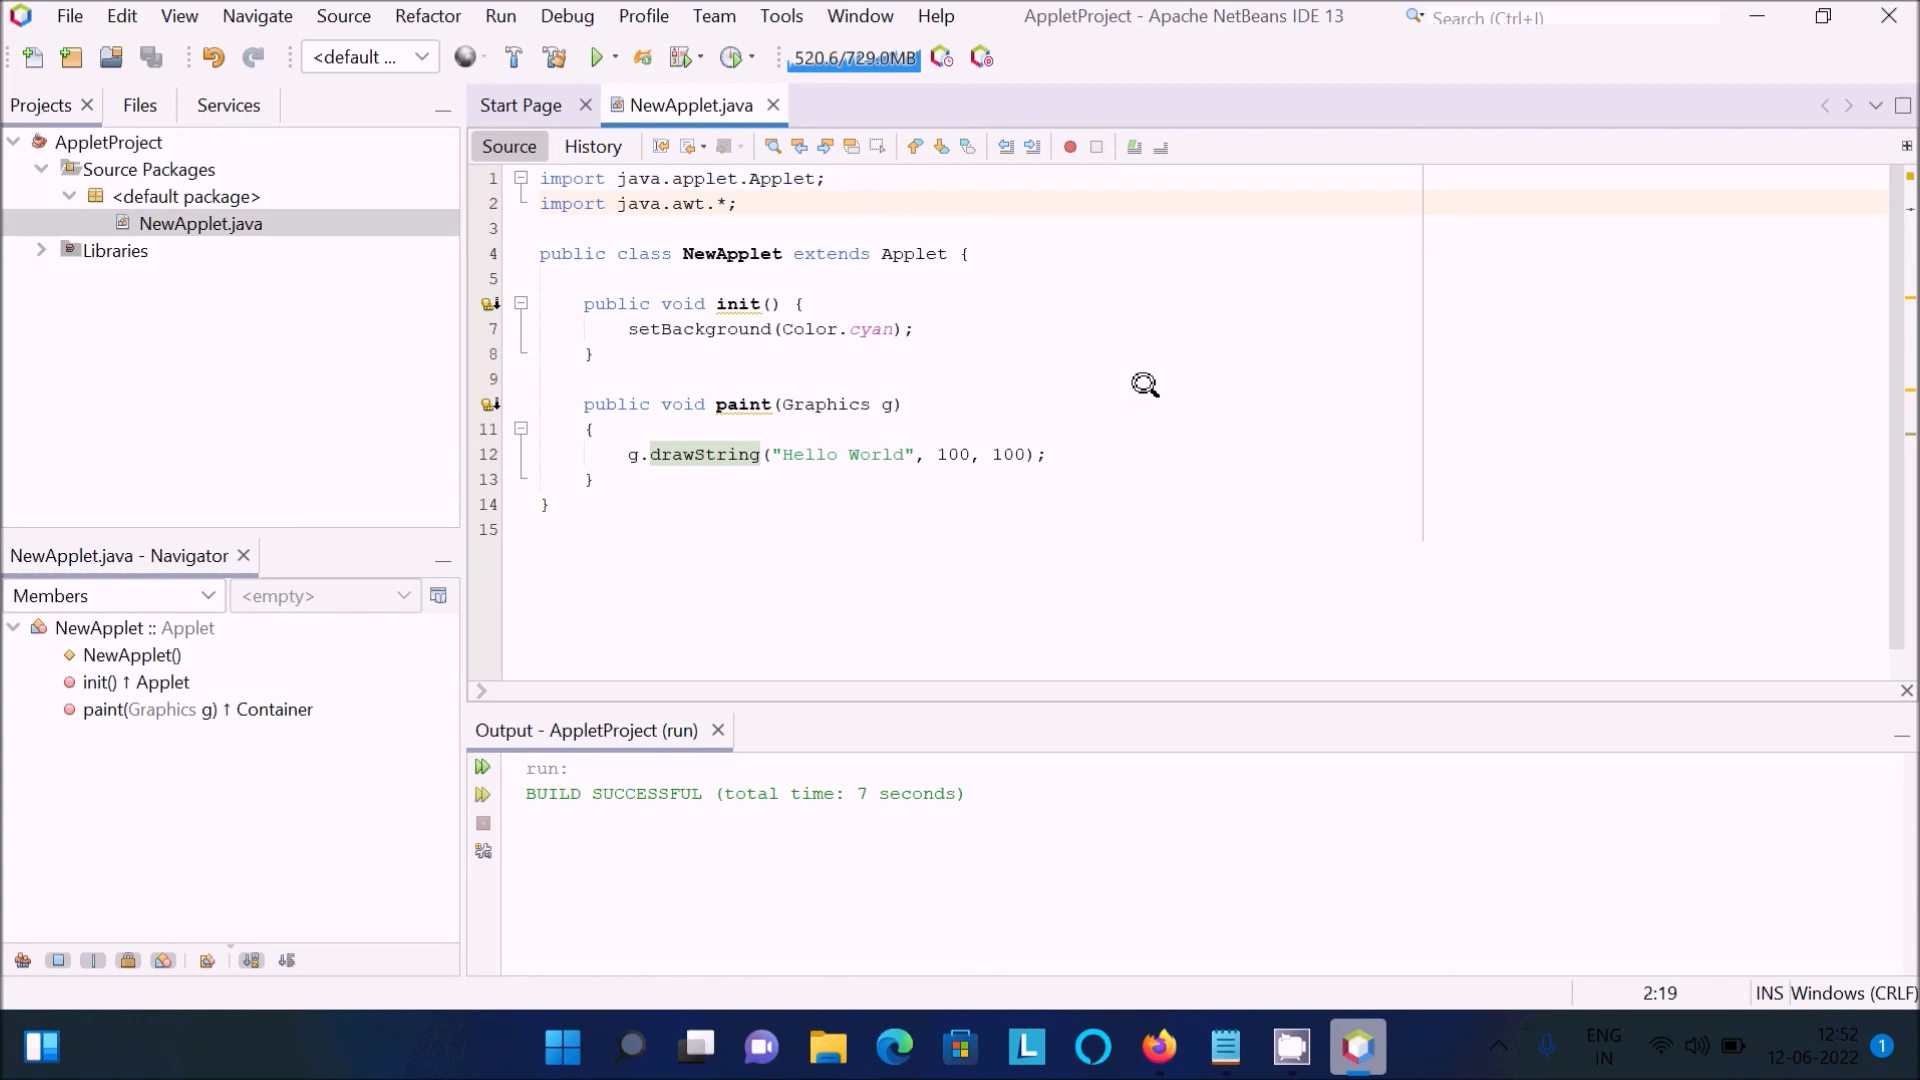 File Edit View Navigate Source Refactor Run Debug Profile Team Tools Window Help AppletProject - Apache NetBeans IDE 13 Search (Ctrl+I)
<default ... 520.6/729.0MB
Projects Files Services
Start Page NewApplet.java
AppletProject
Source Packages
<default package>
NewApplet.java
Libraries
Source History
1 import java.applet.Applet;
2 import java.awt.*;
3
4 public class NewApplet extends Applet {
5
public void init() {
7 setBackground(Color.cyan);
8 }
9
public void paint(Graphics g)
11 {
12 g.drawString("Hello World", 100, 100);
13 }
14 }
15
NewApplet.java - Navigator
Members <empty>
NewApplet :: Applet
NewApplet()
init() ↑ Applet
paint(Graphics g) ↑ Container
Output - AppletProject (run)
run:
BUILD SUCCESSFUL (total time: 7 seconds)
2:19 INS Windows (CRLF)
L
ENG
IN
12:52
12-06-2022
1